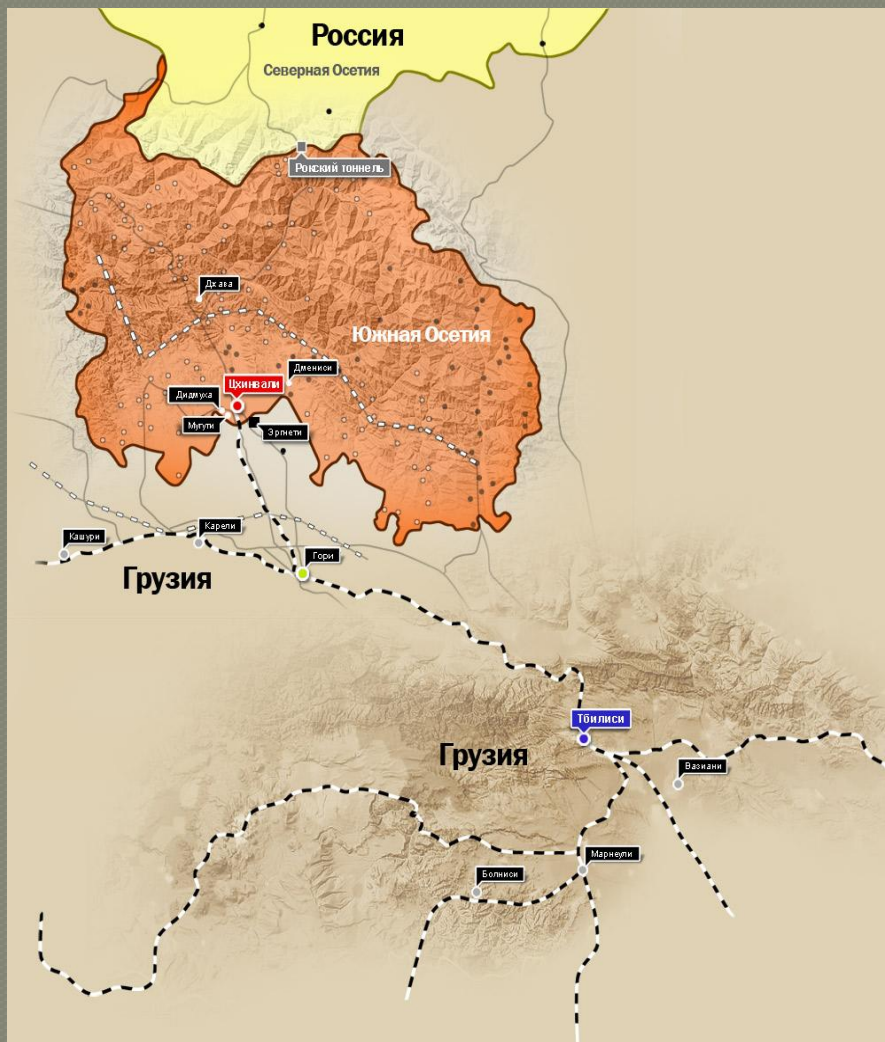 Россия
Северная Осетия
Рокский тоннель
Дхава
Южная Осетия
Дмениси
Цхинвали
Дидмуха
Мугути
Эргнети
Карели
Кашури
Гори
Грузия
Тбилиси
Грузия
Вазиани
Марнеули
Болниси